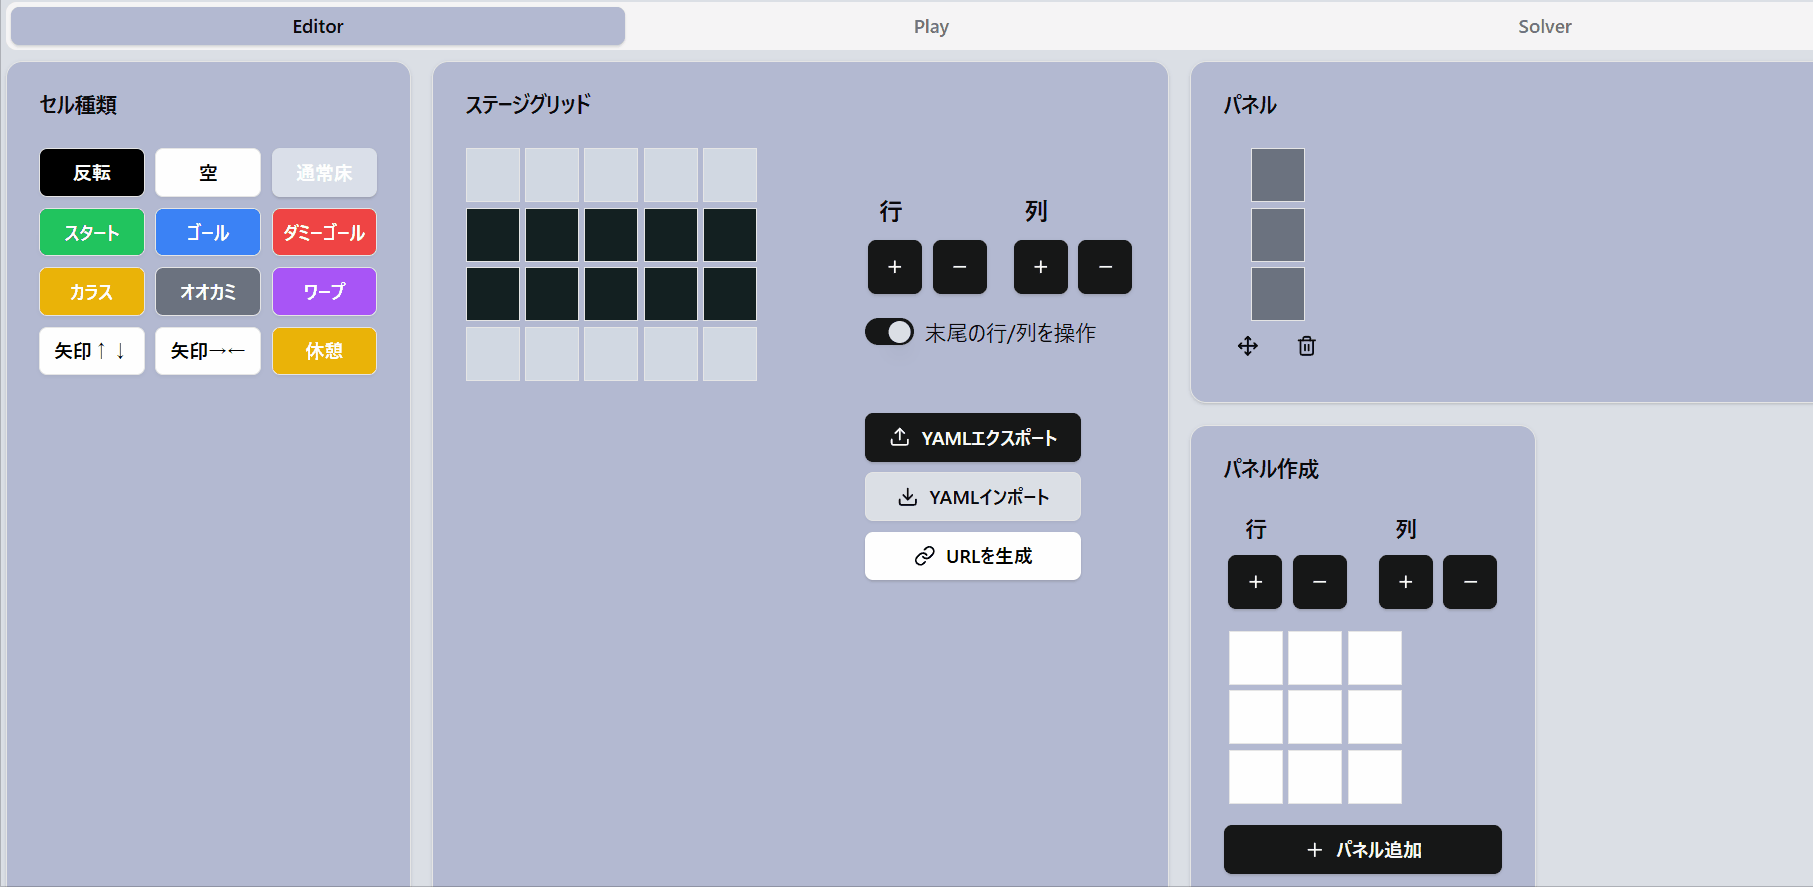 Editor
Play
Solver
セル種類
反転
空
通常床
スタート
ゴール
ダミーゴール
カラス
オオカミ
ワープ
矢印↑↓
矢印→←
休憩
ステージグリッド
行
列
+
−
+
−
末尾の行/列を操作
YAMLエクスポート
YAMLインポート
URLを生成
パネル
パネル作成
行
列
+
−
+
−
+ パネル追加